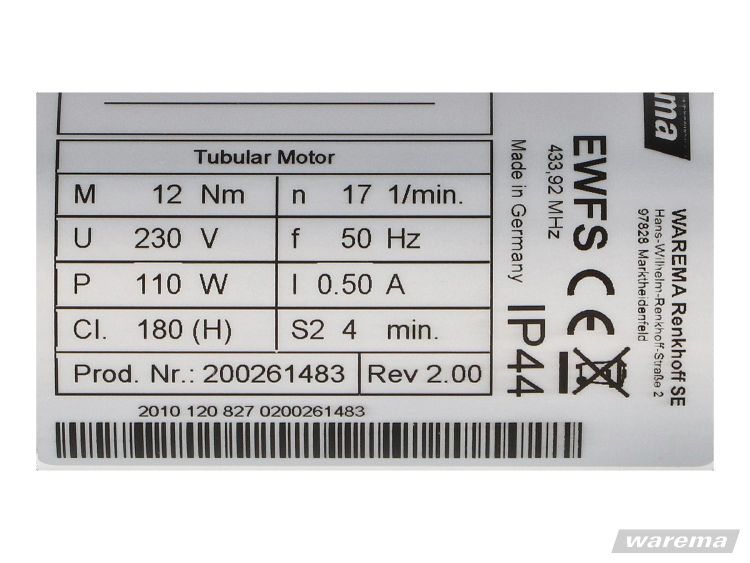 Tubular Motor
M 12 Nm n 17 1/min.
U 230 V f 50 Hz
P 110 W I 0.50 A
Cl. 180 (H) S2 4 min.
Prod. Nr.: 200261483 Rev 2.00
2010 120 827 0200261483
Made in Germany
IP44
433,92 MHz
EWFS CE
WAREMA Renkhoff SE
Hans-Wilhelm-Renkhoff-Straße 2
97828 Marktheidenfeld
warema